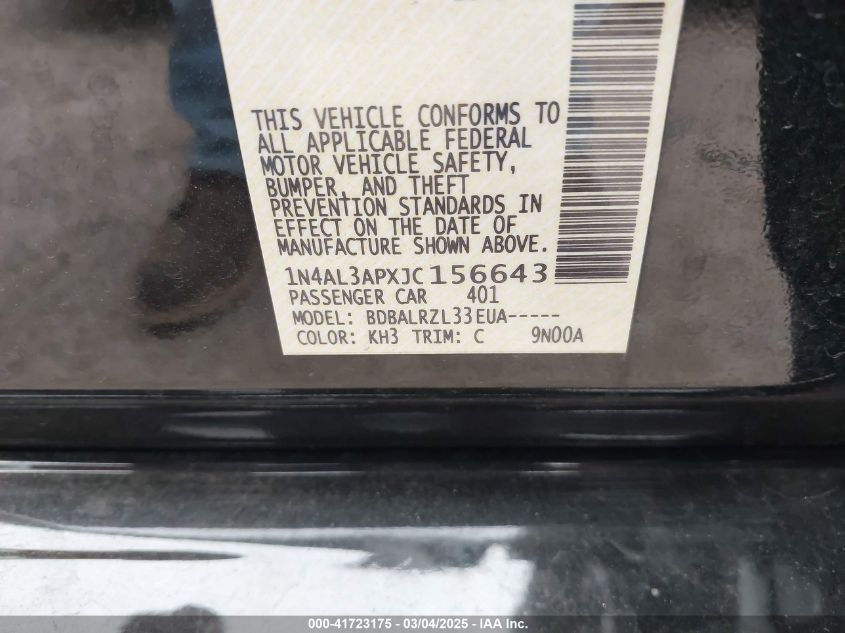 THIS VEHICLE CONFORMS TO
ALL APPLICABLE FEDERAL
MOTOR VEHICLE SAFETY,
BUMPER, AND THEFT
PREVENTION STANDARDS IN
EFFECT ON THE DATE OF
MANUFACTURE SHOWN ABOVE.
1N4AL3APXJC156643
PASSENGER CAR 401
MODEL: BDBALRZL33EUA-----
COLOR: KH3 TRIM: C 9N00A
000-41723175 - 03/04/2025 - IAA Inc.